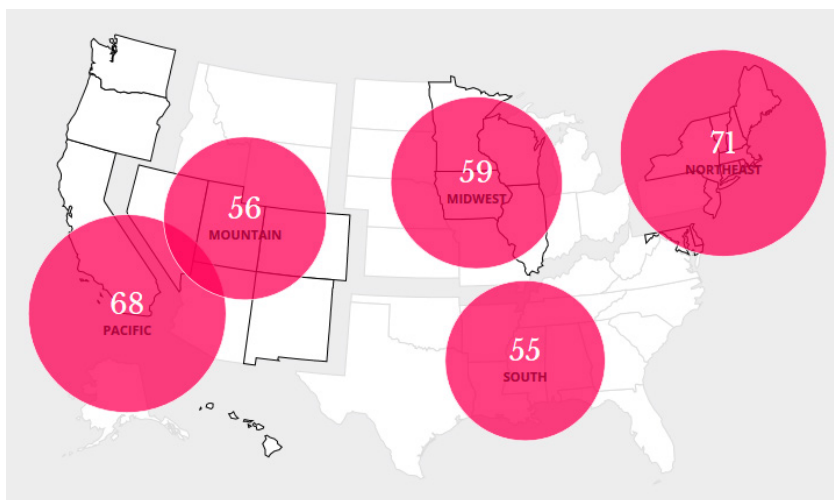 71
NORTHEAST
59
MIDWEST
56
MOUNTAIN
68
PACIFIC
55
SOUTH